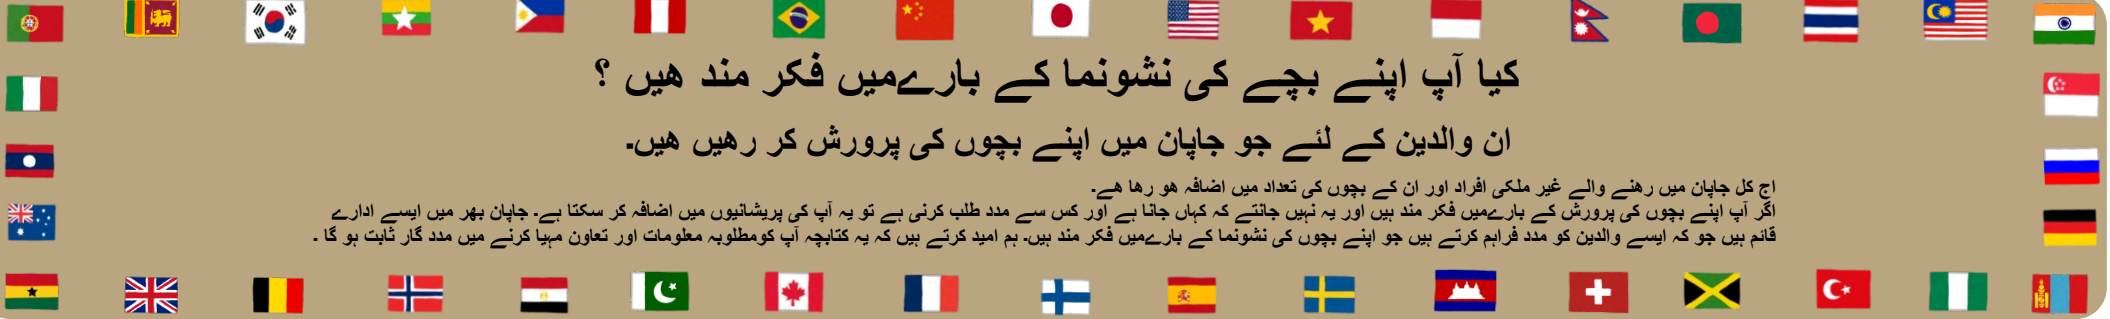 کیا آپ اپنے بچے کی نشونما کے بارےمیں فکر مند ھیں ؟
ان والدین کے لئے جو جاپان میں اپنے بچوں کی پرورش کر رھیں ھیں۔
اج کل جاپان میں رھنے والے غیر ملکی افراد اور ان کے بچوں کی تعداد میں اضافہ ھو رھا ھے۔
اگر آپ اپنے بچوں کی پرورش کے بارےمیں فکر مند ہیں اور یہ نہیں جانتے کہ کہاں جانا ہے اور کس سے مدد طلب کرنی ہے تو یہ آپ کی پریشانیوں میں اضافہ کر سکتا ہے۔ جاپان بھر میں ایسے ادارے
قائم ہیں جو کہ ایسے والدین کو مدد فراہم کرتے ہیں جو اپنے بچوں کی نشونما کے بارےمیں فکر مند ہیں۔ ہم امید کرتے ہیں کہ یہ کتابچہ آپ کومطلوبہ معلومات اور تعاون مہیا کرنے میں مدد گار ثابت ہو گا ۔